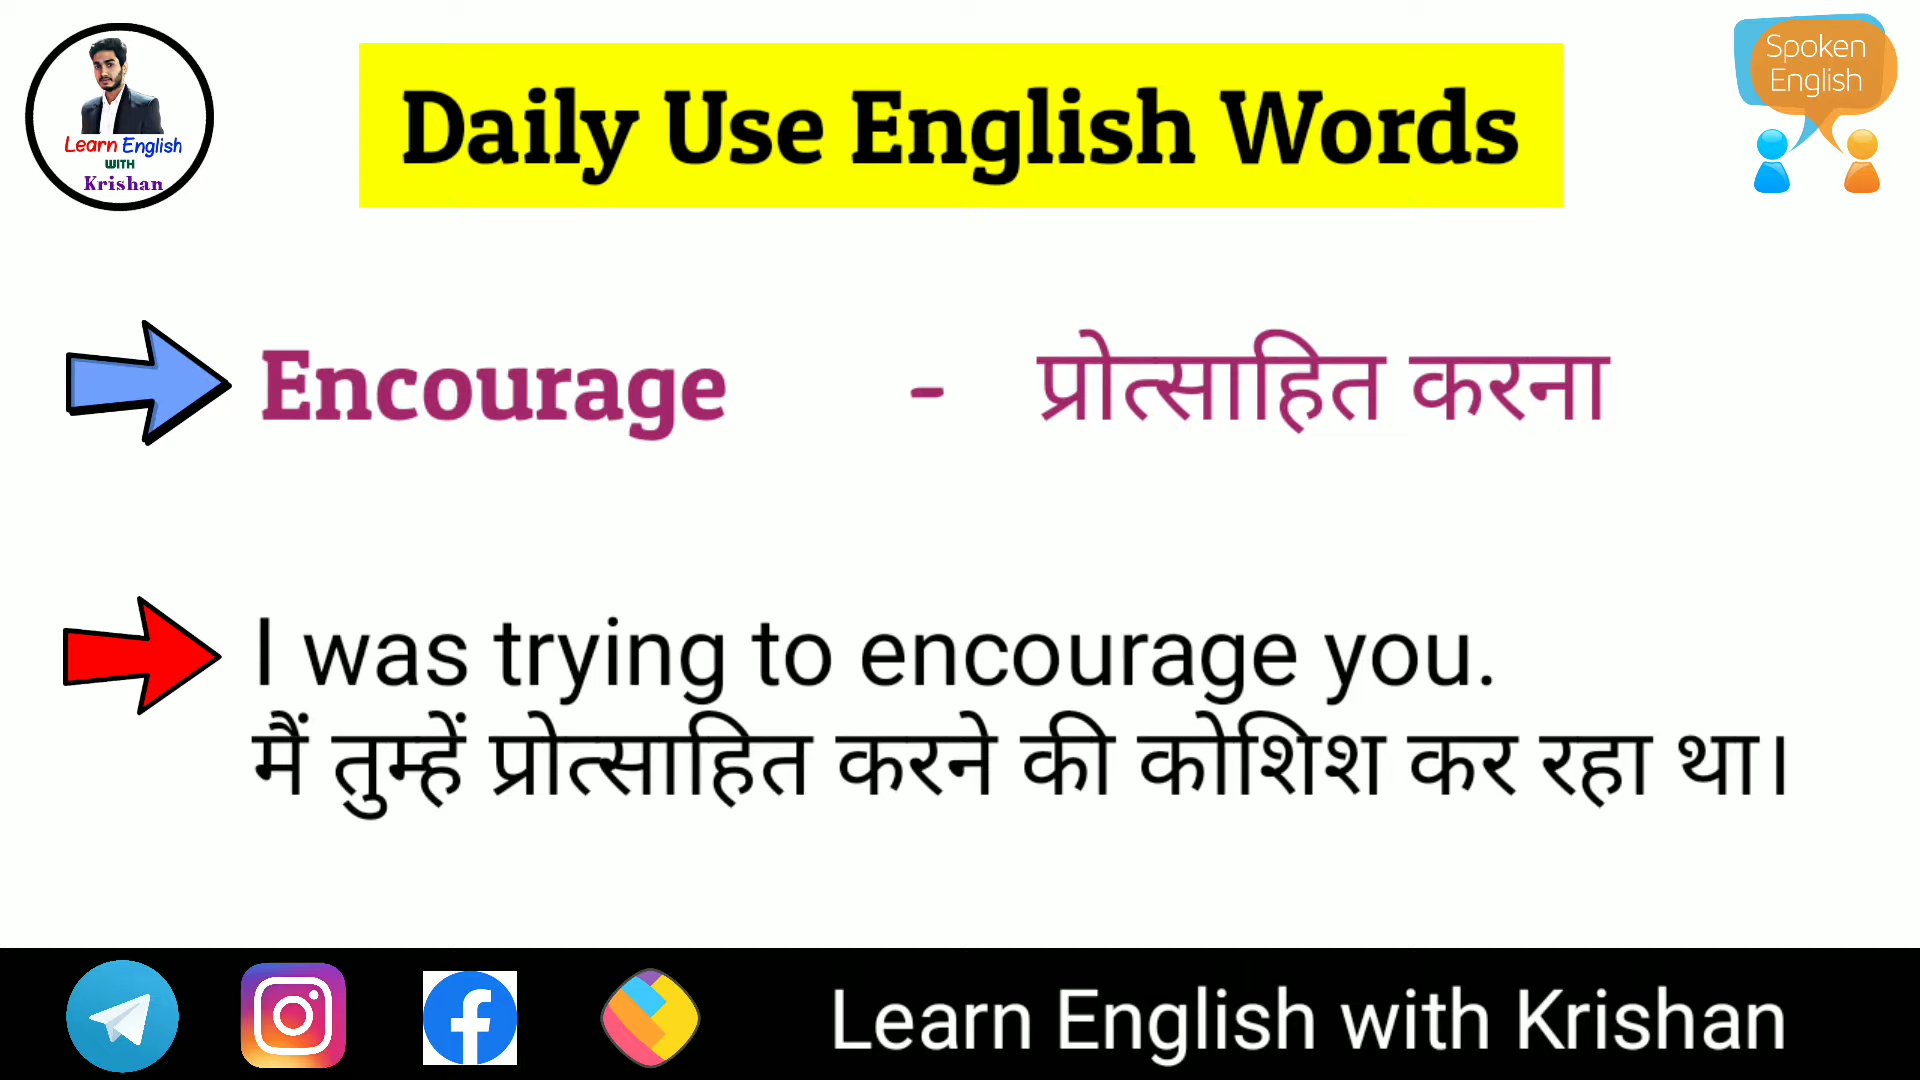 Learn English
WITH
Krishan
Daily Use English Words
Spoken
English
Encourage - प्रोत्साहित करना
I was trying to encourage you.
मैं तुम्हें प्रोत्साहित करने की कोशिश कर रहा था।
Learn English with Krishan